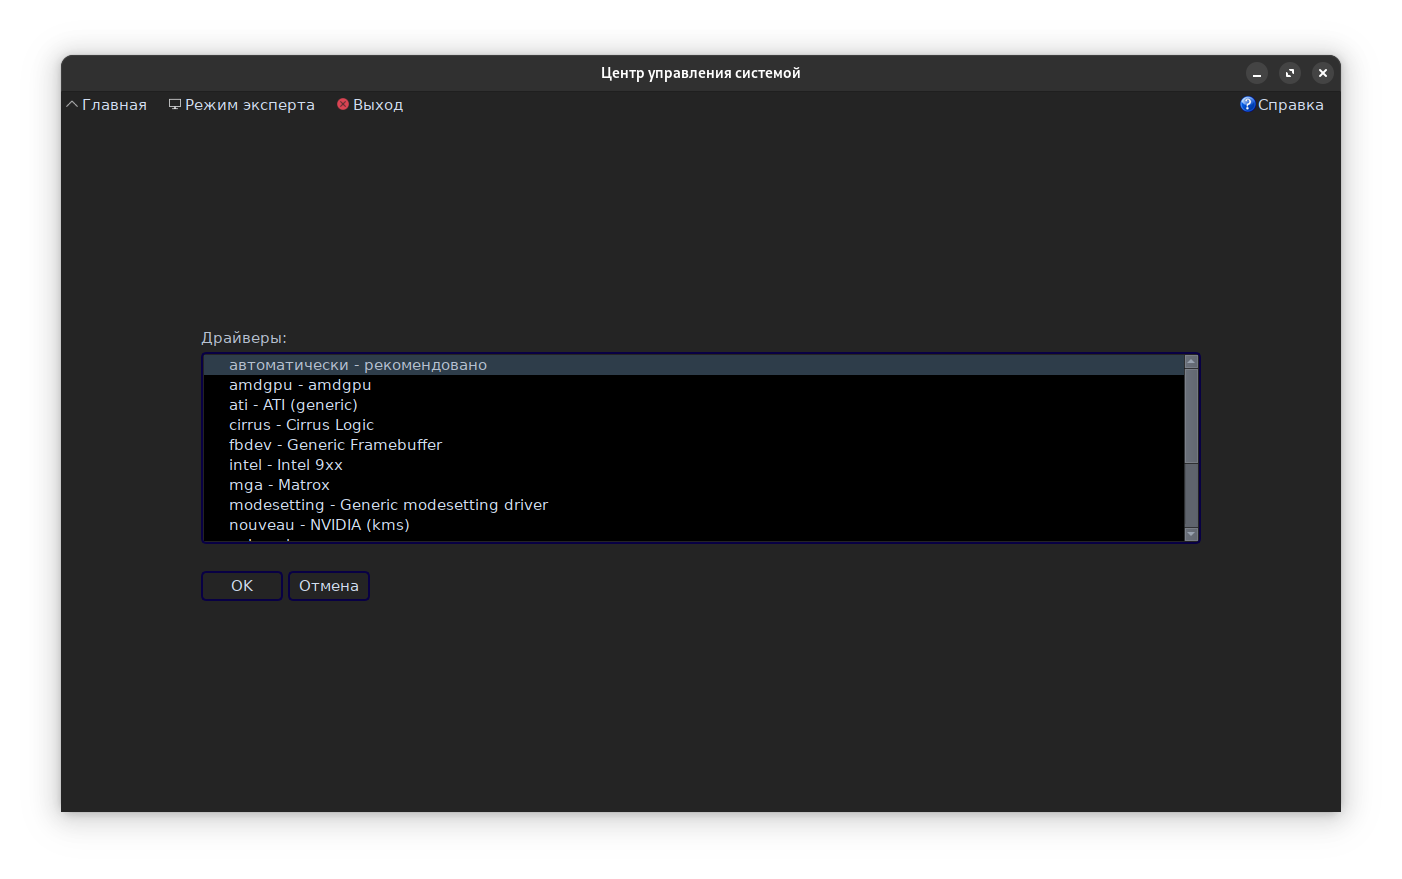 Центр управления системой
Главная Режим эксперта Выход Справка
Драйверы:
автоматически - рекомендовано
amdgpu - amdgpu
ati - ATI (generic)
cirrus - Cirrus Logic
fbdev - Generic Framebuffer
intel - Intel 9xx
mga - Matrox
modesetting - Generic modesetting driver
nouveau - NVIDIA (kms)
OK Отмена